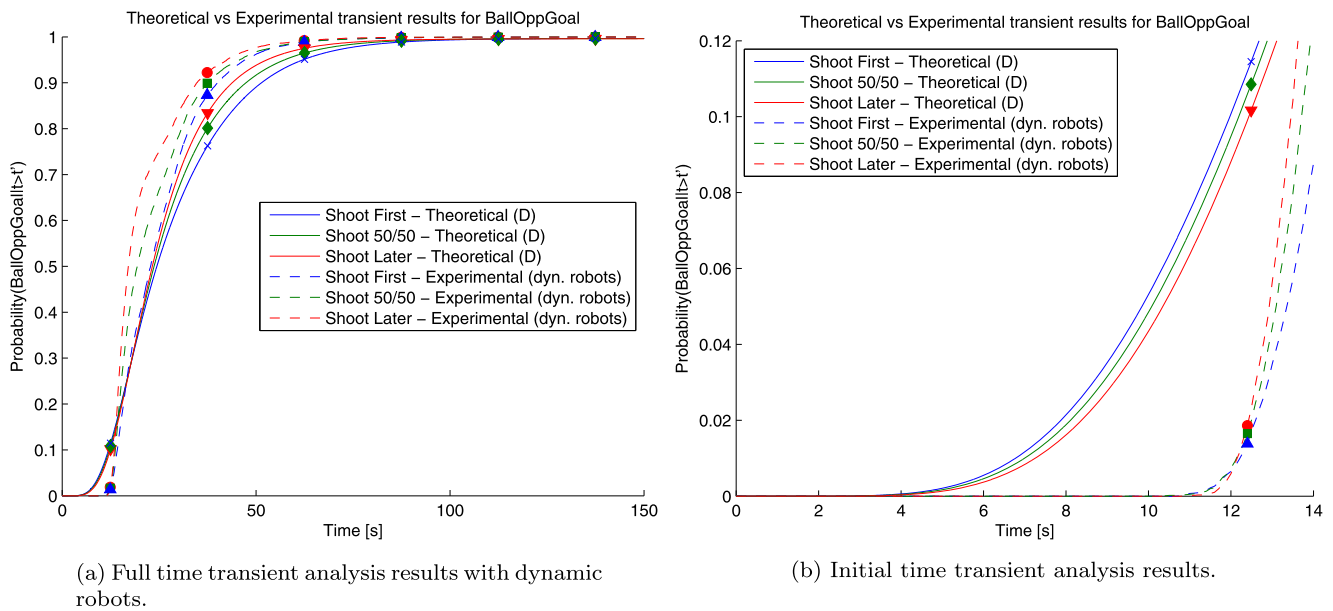 Theoretical vs Experimental transient results for BallOppGoal
1
0.9
0.8
0.7
0.6
0.5
0.4
0.3
0.2
0.1
0
Probability(BallOppGoal|t>t')
Shoot First – Theoretical (D)
Shoot 50/50 – Theoretical (D)
Shoot Later – Theoretical (D)
Shoot First – Experimental (dyn. robots)
Shoot 50/50 – Experimental (dyn. robots)
Shoot Later – Experimental (dyn. robots)
0 50 100 150
Time [s]
(a) Full time transient analysis results with dynamic
robots.
Theoretical vs Experimental transient results for BallOppGoal
0.12
0.1
0.08
0.06
0.04
0.02
0
Probability(BallOppGoal|t>t')
Shoot First – Theoretical (D)
Shoot 50/50 – Theoretical (D)
Shoot Later – Theoretical (D)
Shoot First – Experimental (dyn. robots)
Shoot 50/50 – Experimental (dyn. robots)
Shoot Later – Experimental (dyn. robots)
0 2 4 6 8 10 12 14
Time [s]
(b) Initial time transient analysis results.